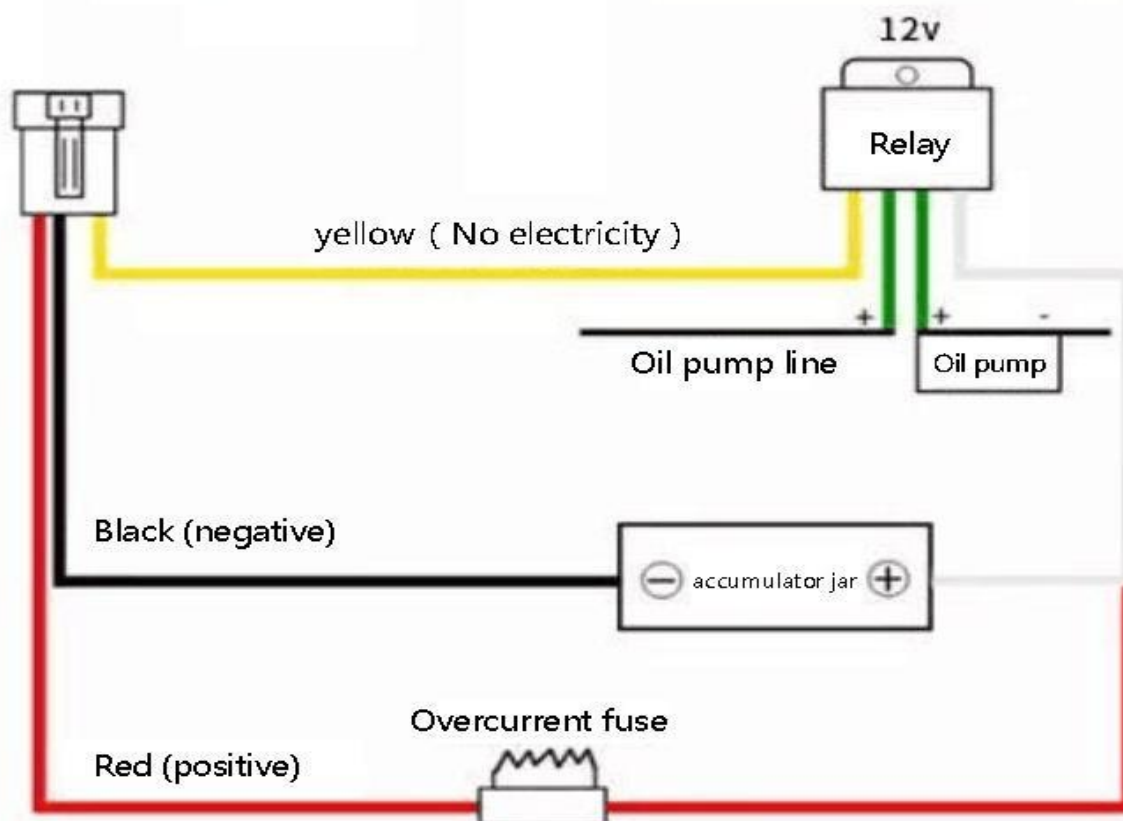 12v
Relay
yellow ( No electricity )
+ + -
Oil pump line
Oil pump
Black (negative)
− accumulator jar +
Overcurrent fuse
Red (positive)